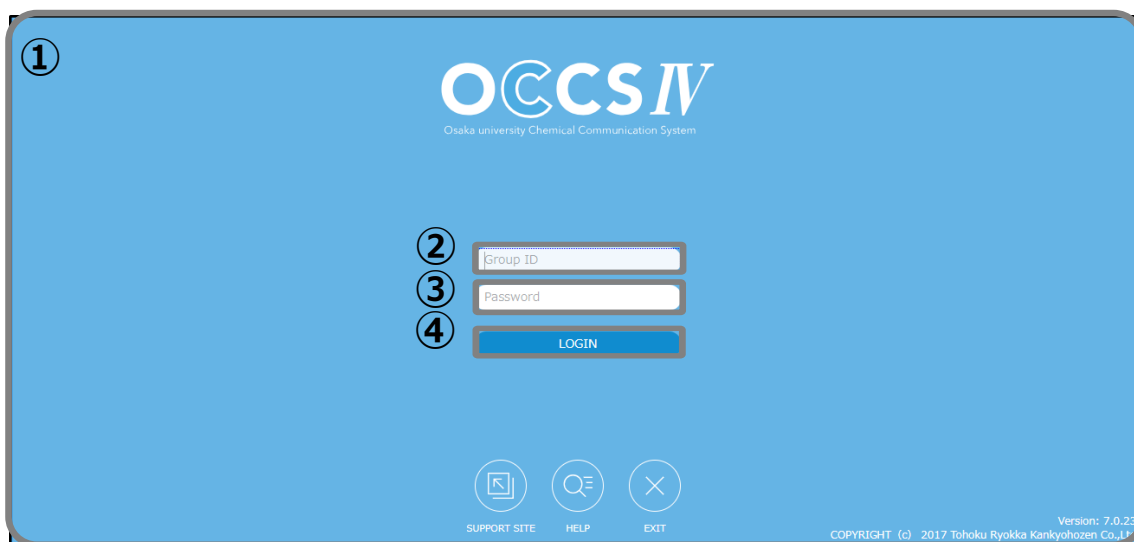 ①
OCCS IV
Osaka university Chemical Communication System
②
Group ID
③
Password
④
LOGIN
SUPPORT SITE HELP EXIT
Version: 7.0.23
COPYRIGHT (c) 2017 Tohoku Ryokka Kankyohozen Co.,Lt